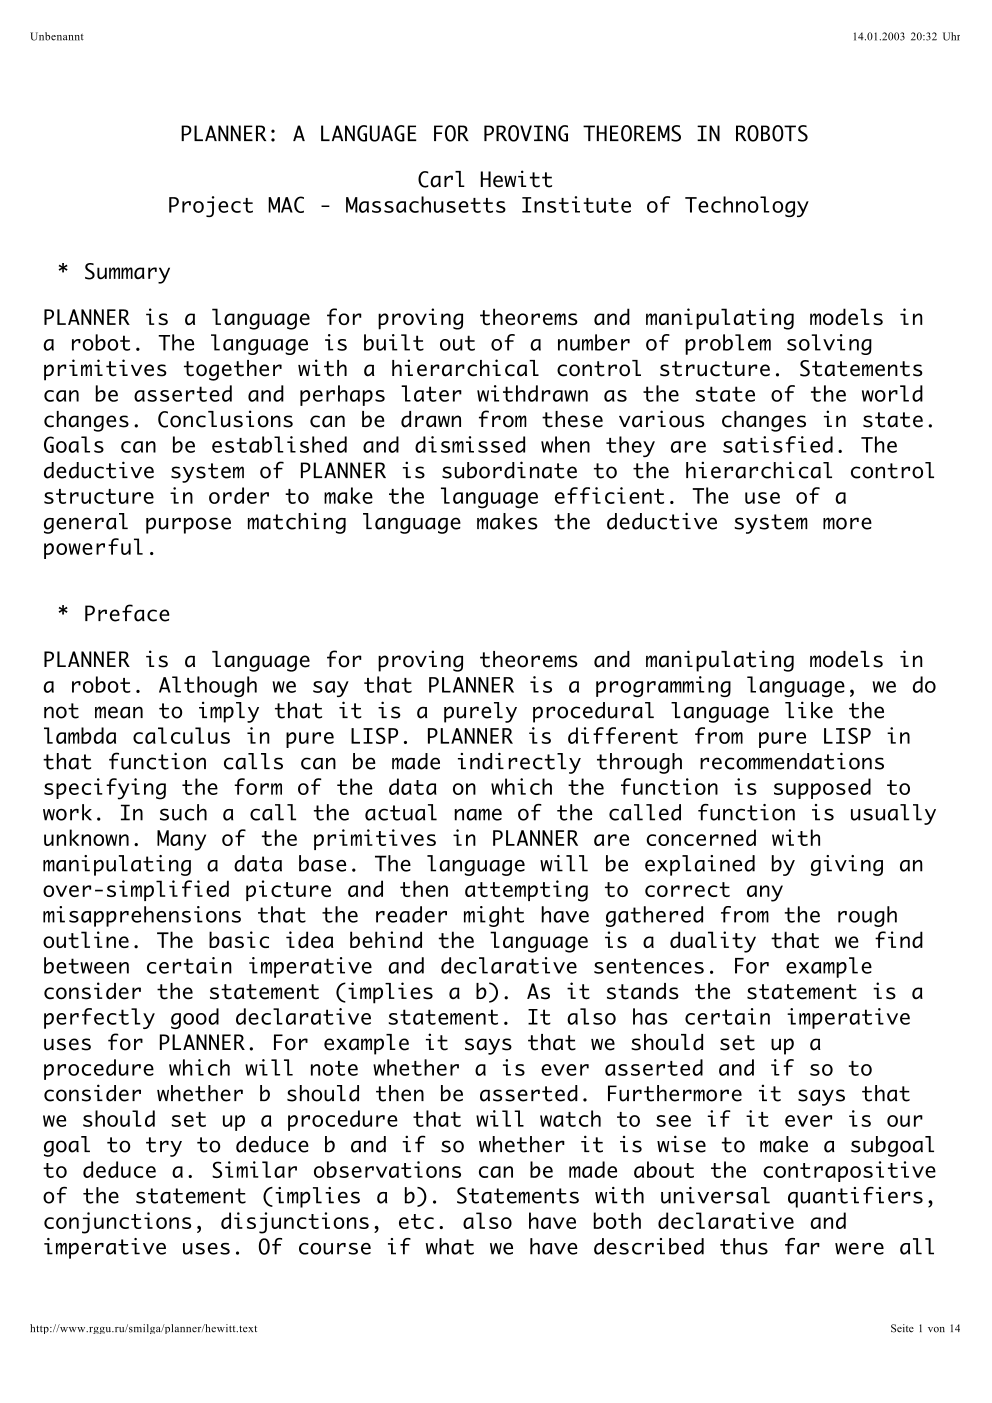 Unbenannt 14.01.2003 20:32 Uhr
PLANNER: A LANGUAGE FOR PROVING THEOREMS IN ROBOTS
Carl Hewitt
Project MAC - Massachusetts Institute of Technology
* Summary
PLANNER is a language for proving theorems and manipulating models in
a robot. The language is built out of a number of problem solving
primitives together with a hierarchical control structure. Statements
can be asserted and perhaps later withdrawn as the state of the world
changes. Conclusions can be drawn from these various changes in state.
Goals can be established and dismissed when they are satisfied. The
deductive system of PLANNER is subordinate to the hierarchical control
structure in order to make the language efficient. The use of a
general purpose matching language makes the deductive system more
powerful.
* Preface
PLANNER is a language for proving theorems and manipulating models in
a robot. Although we say that PLANNER is a programming language, we do
not mean to imply that it is a purely procedural language like the
lambda calculus in pure LISP. PLANNER is different from pure LISP in
that function calls can be made indirectly through recommendations
specifying the form of the data on which the function is supposed to
work. In such a call the actual name of the called function is usually
unknown. Many of the primitives in PLANNER are concerned with
manipulating a data base. The language will be explained by giving an
over-simplified picture and then attempting to correct any
misapprehensions that the reader might have gathered from the rough
outline. The basic idea behind the language is a duality that we find
between certain imperative and declarative sentences. For example
consider the statement (implies a b). As it stands the statement is a
perfectly good declarative statement. It also has certain imperative
uses for PLANNER. For example it says that we should set up a
procedure which will note whether a is ever asserted and if so to
consider whether b should then be asserted. Furthermore it says that
we should set up a procedure that will watch to see if it ever is our
goal to try to deduce b and if so whether it is wise to make a subgoal
to deduce a. Similar observations can be made about the contrapositive
of the statement (implies a b). Statements with universal quantifiers,
conjunctions, disjunctions, etc. also have both declarative and
imperative uses. Of course if what we have described thus far were all
http://www.rggu.ru/smilga/planner/hewitt.text Seite 1 von 14